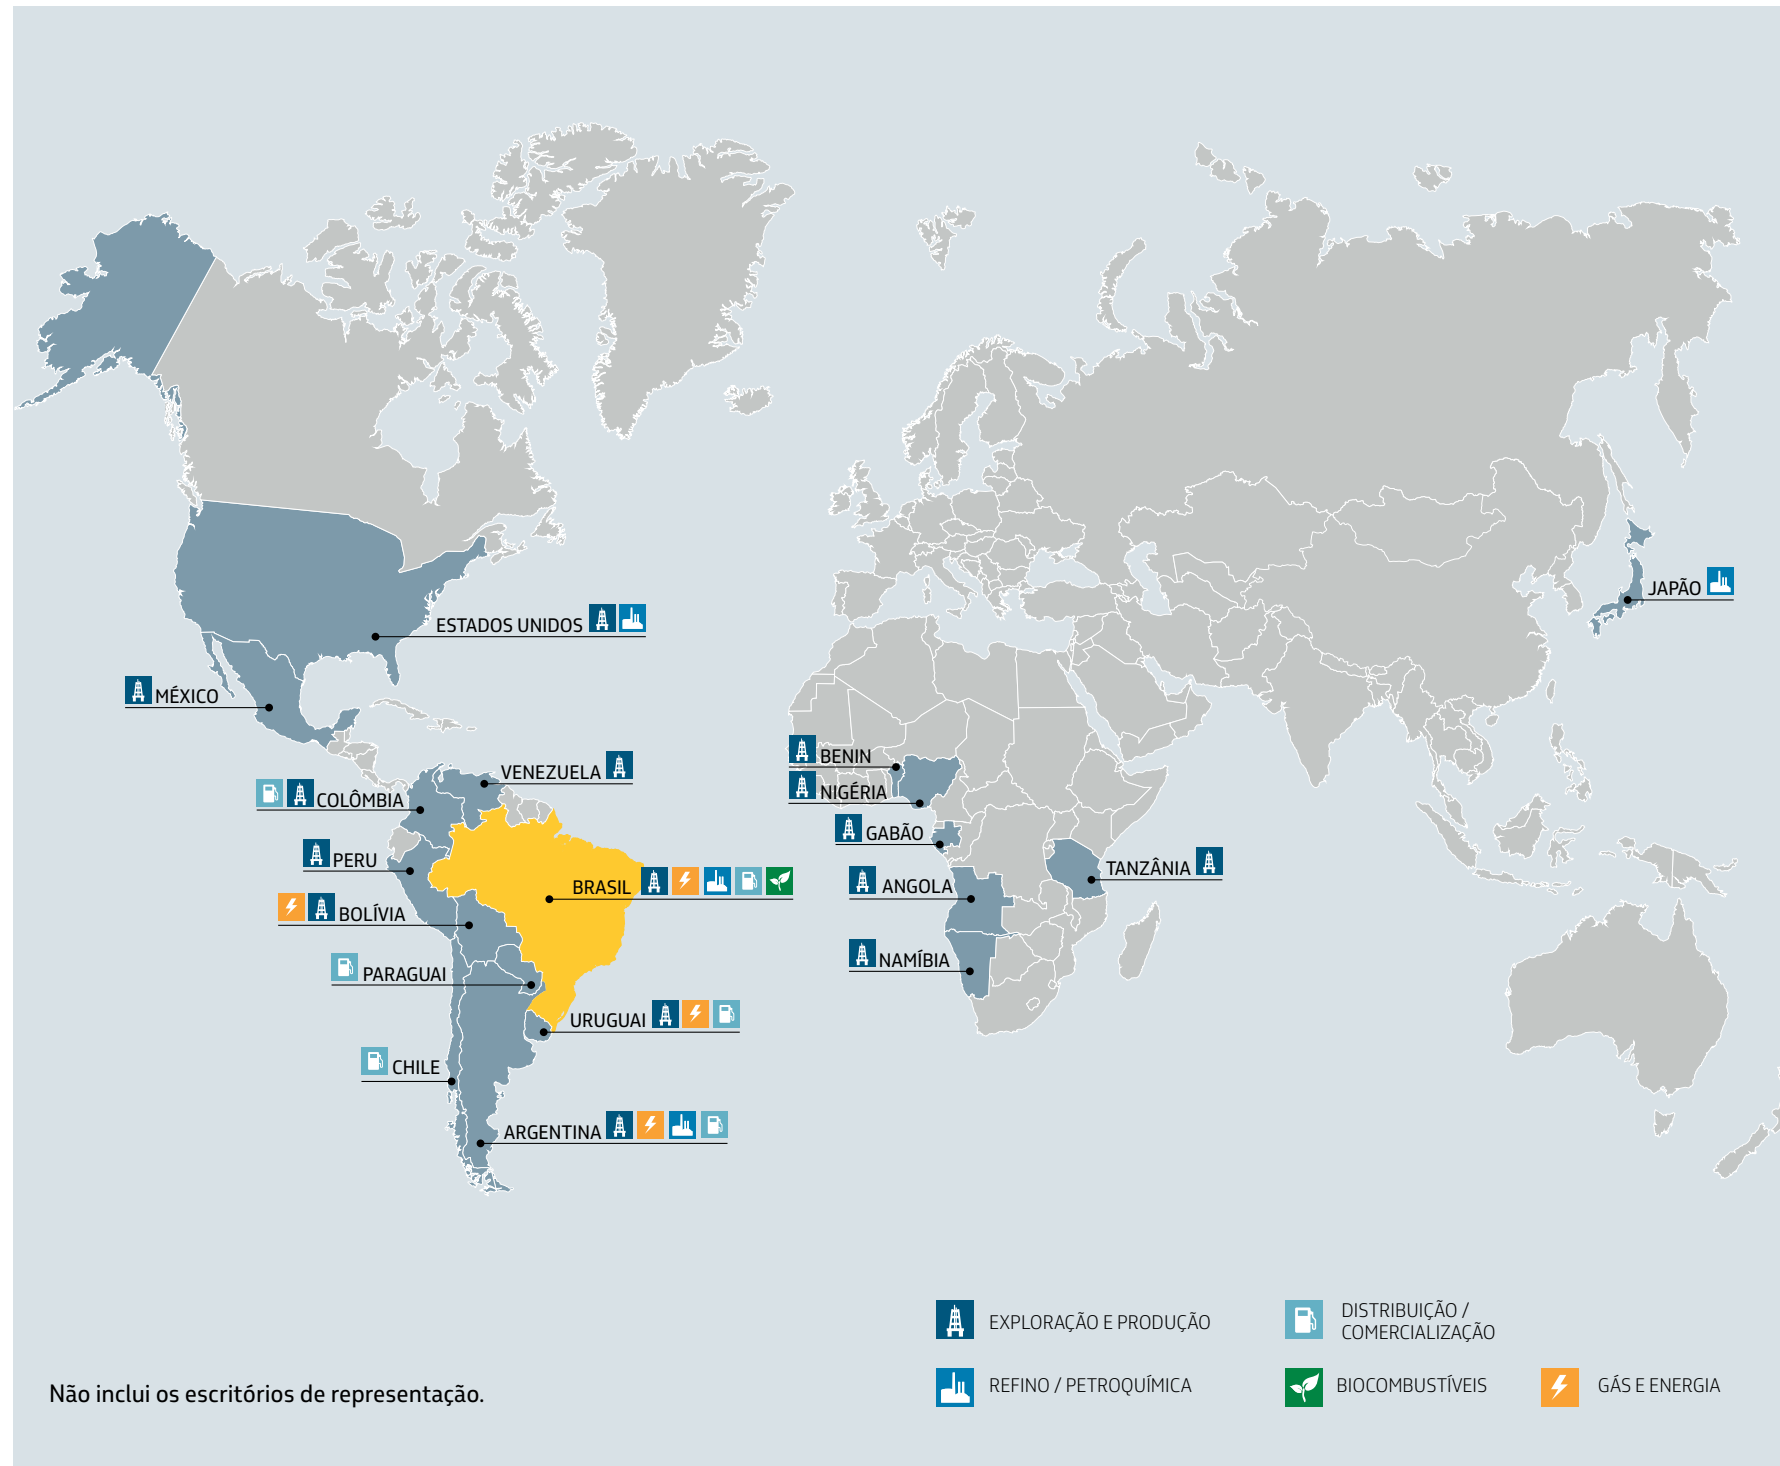 JAPÃO
ESTADOS UNIDOS
MÉXICO
VENEZUELA
COLÔMBIA
BENIN
NIGÉRIA
GABÃO
PERU
TANZÂNIA
BRASIL
ANGOLA
BOLÍVIA
NAMÍBIA
PARAGUAI
URUGUAI
CHILE
ARGENTINA
EXPLORAÇÃO E PRODUÇÃO
DISTRIBUIÇÃO /
COMERCIALIZAÇÃO
REFINO / PETROQUÍMICA
BIOCOMBUSTÍVEIS
GÁS E ENERGIA
Não inclui os escritórios de representação.